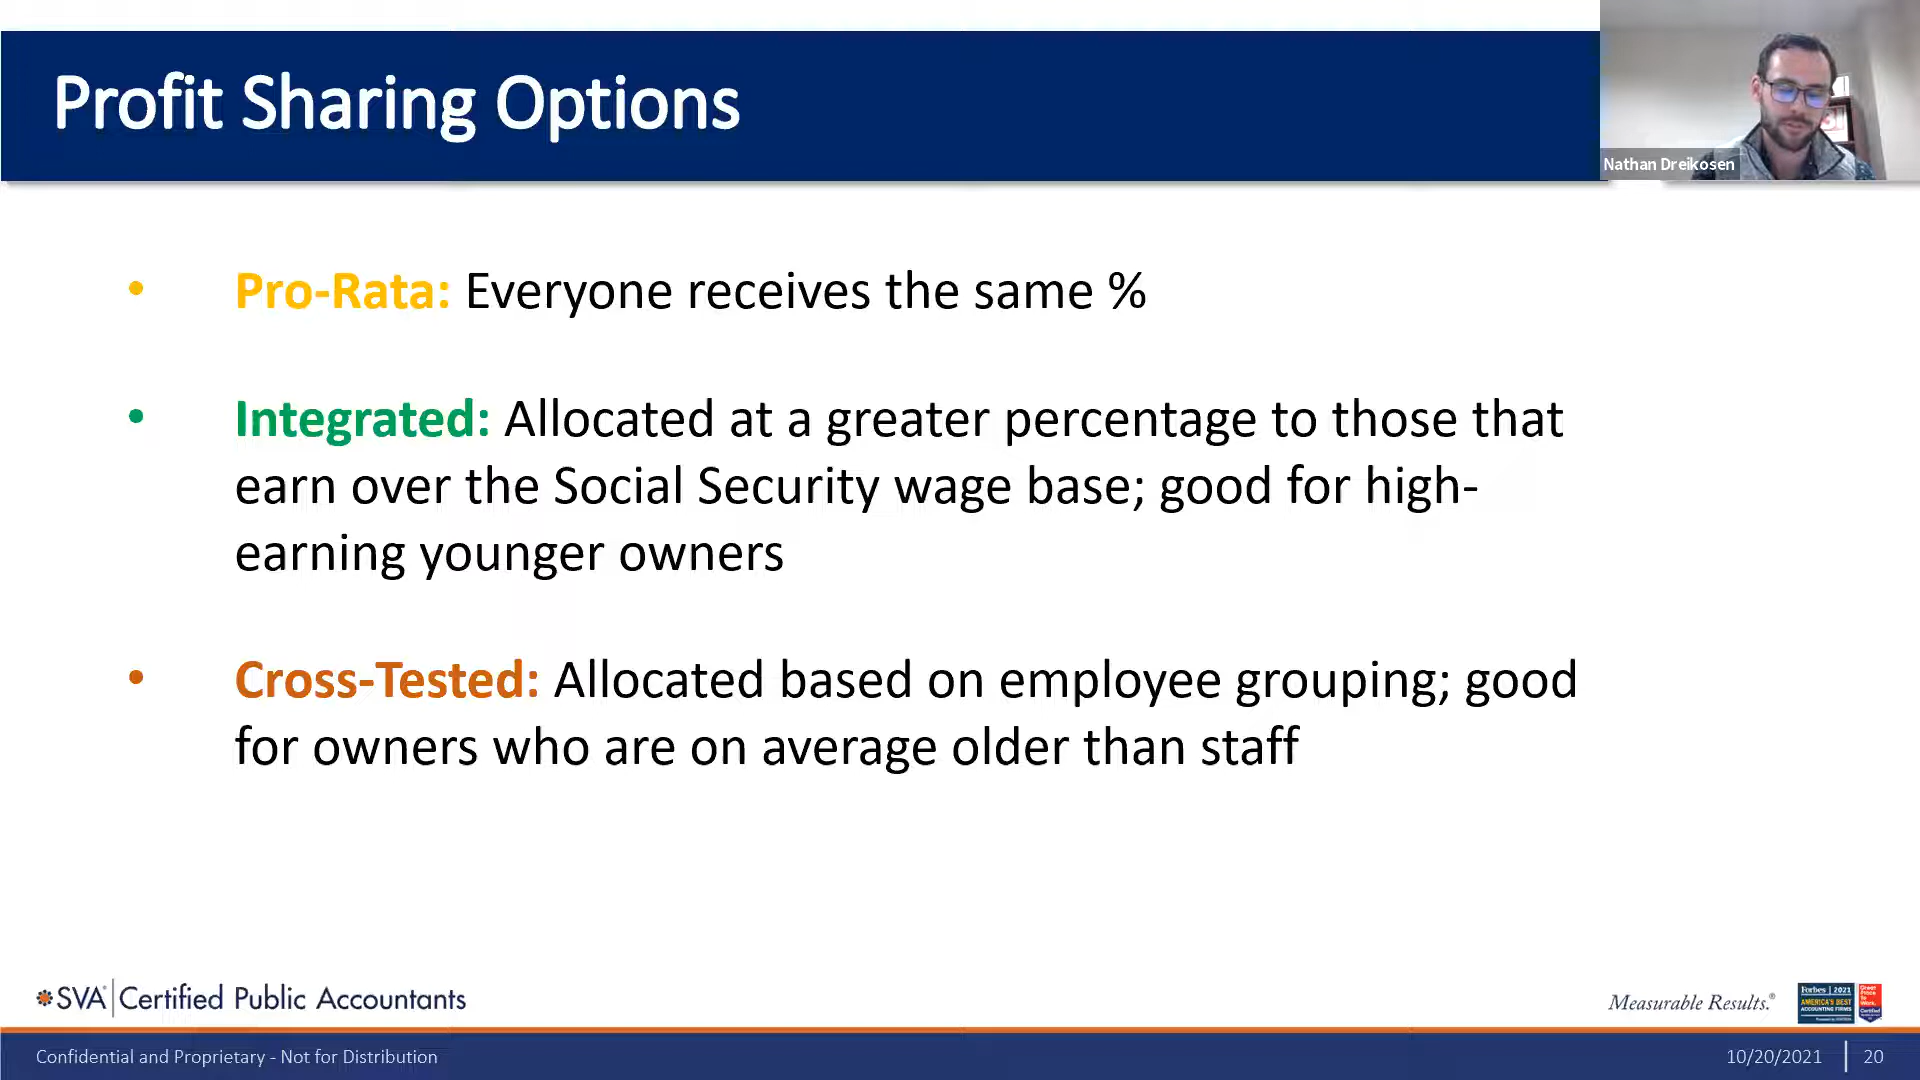 Profit Sharing Options
Nathan Dreikosen
• Pro-Rata: Everyone receives the same %
• Integrated: Allocated at a greater percentage to those that
earn over the Social Security wage base; good for high-
earning younger owners
• Cross-Tested: Allocated based on employee grouping; good
for owners who are on average older than staff
SVA® Certified Public Accountants
Measurable Results.®
Forbes | 2021
AMERICA'S BEST
ACCOUNTING FIRMS
Great
Place
To
Work.
Certified
Confidential and Proprietary - Not for Distribution
10/20/2021
20